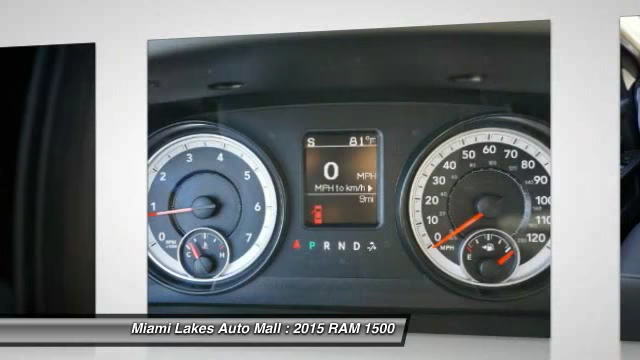 S 81°F
0 MPH
MPH to km/h
9mi
P R N D
1 2 3 4 5 6 7
0
RPM
C H
0 10 20 30 40 50 60 70 80 90 100 110 120
MPH
E
Miami Lakes Auto Mall : 2015 RAM 1500